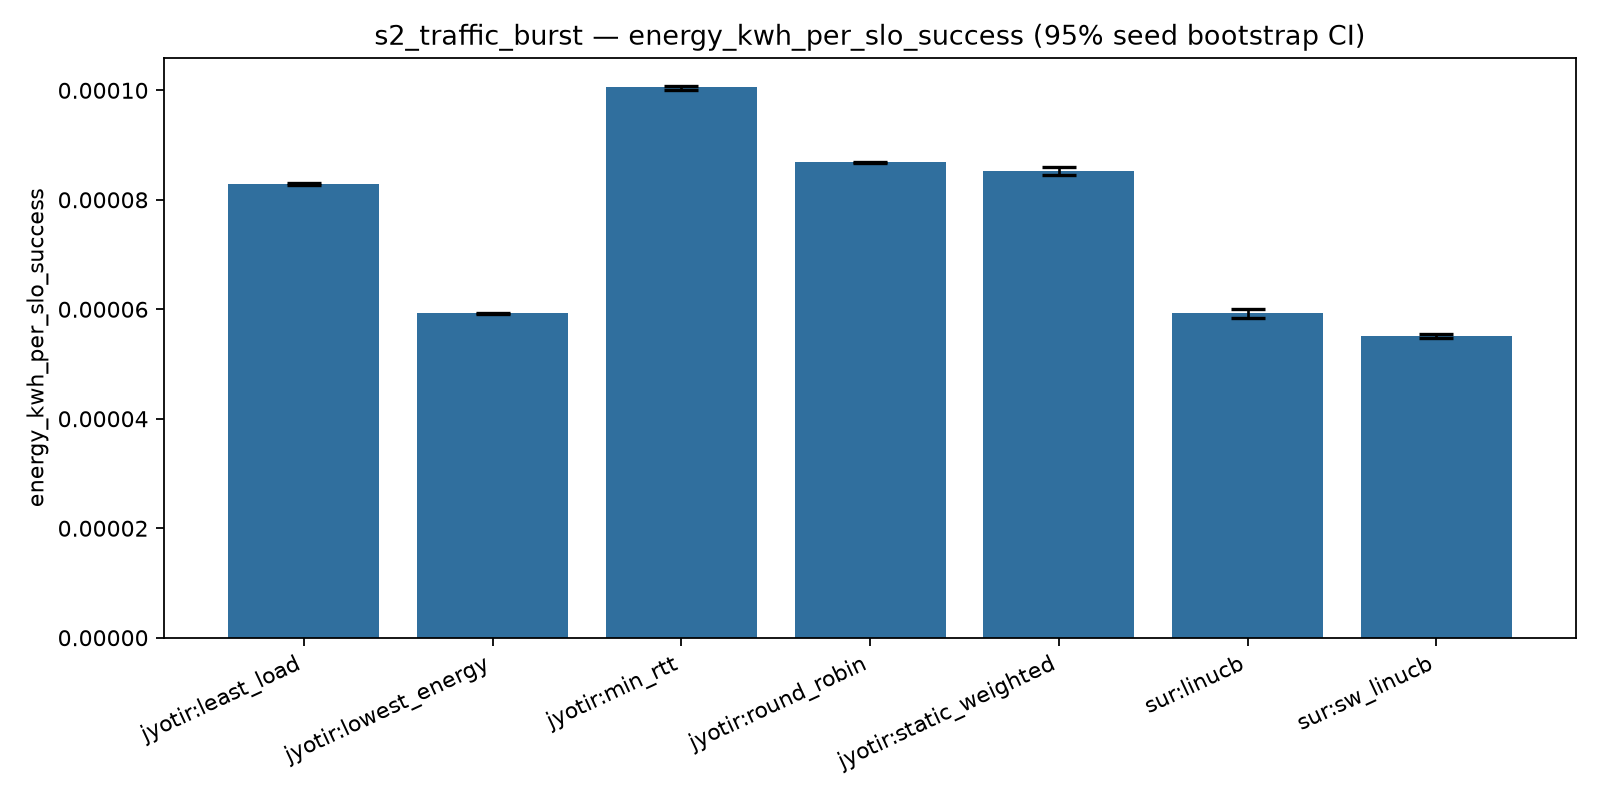 s2_traffic_burst — energy_kwh_per_slo_success (95% seed bootstrap CI)
energy_kwh_per_slo_success
0.00010
0.00008
0.00006
0.00004
0.00002
0.00000
jyotir:least_load
jyotir:lowest_energy
jyotir:min_rtt
jyotir:round_robin
jyotir:static_weighted
sur:linucb
sur:sw_linucb